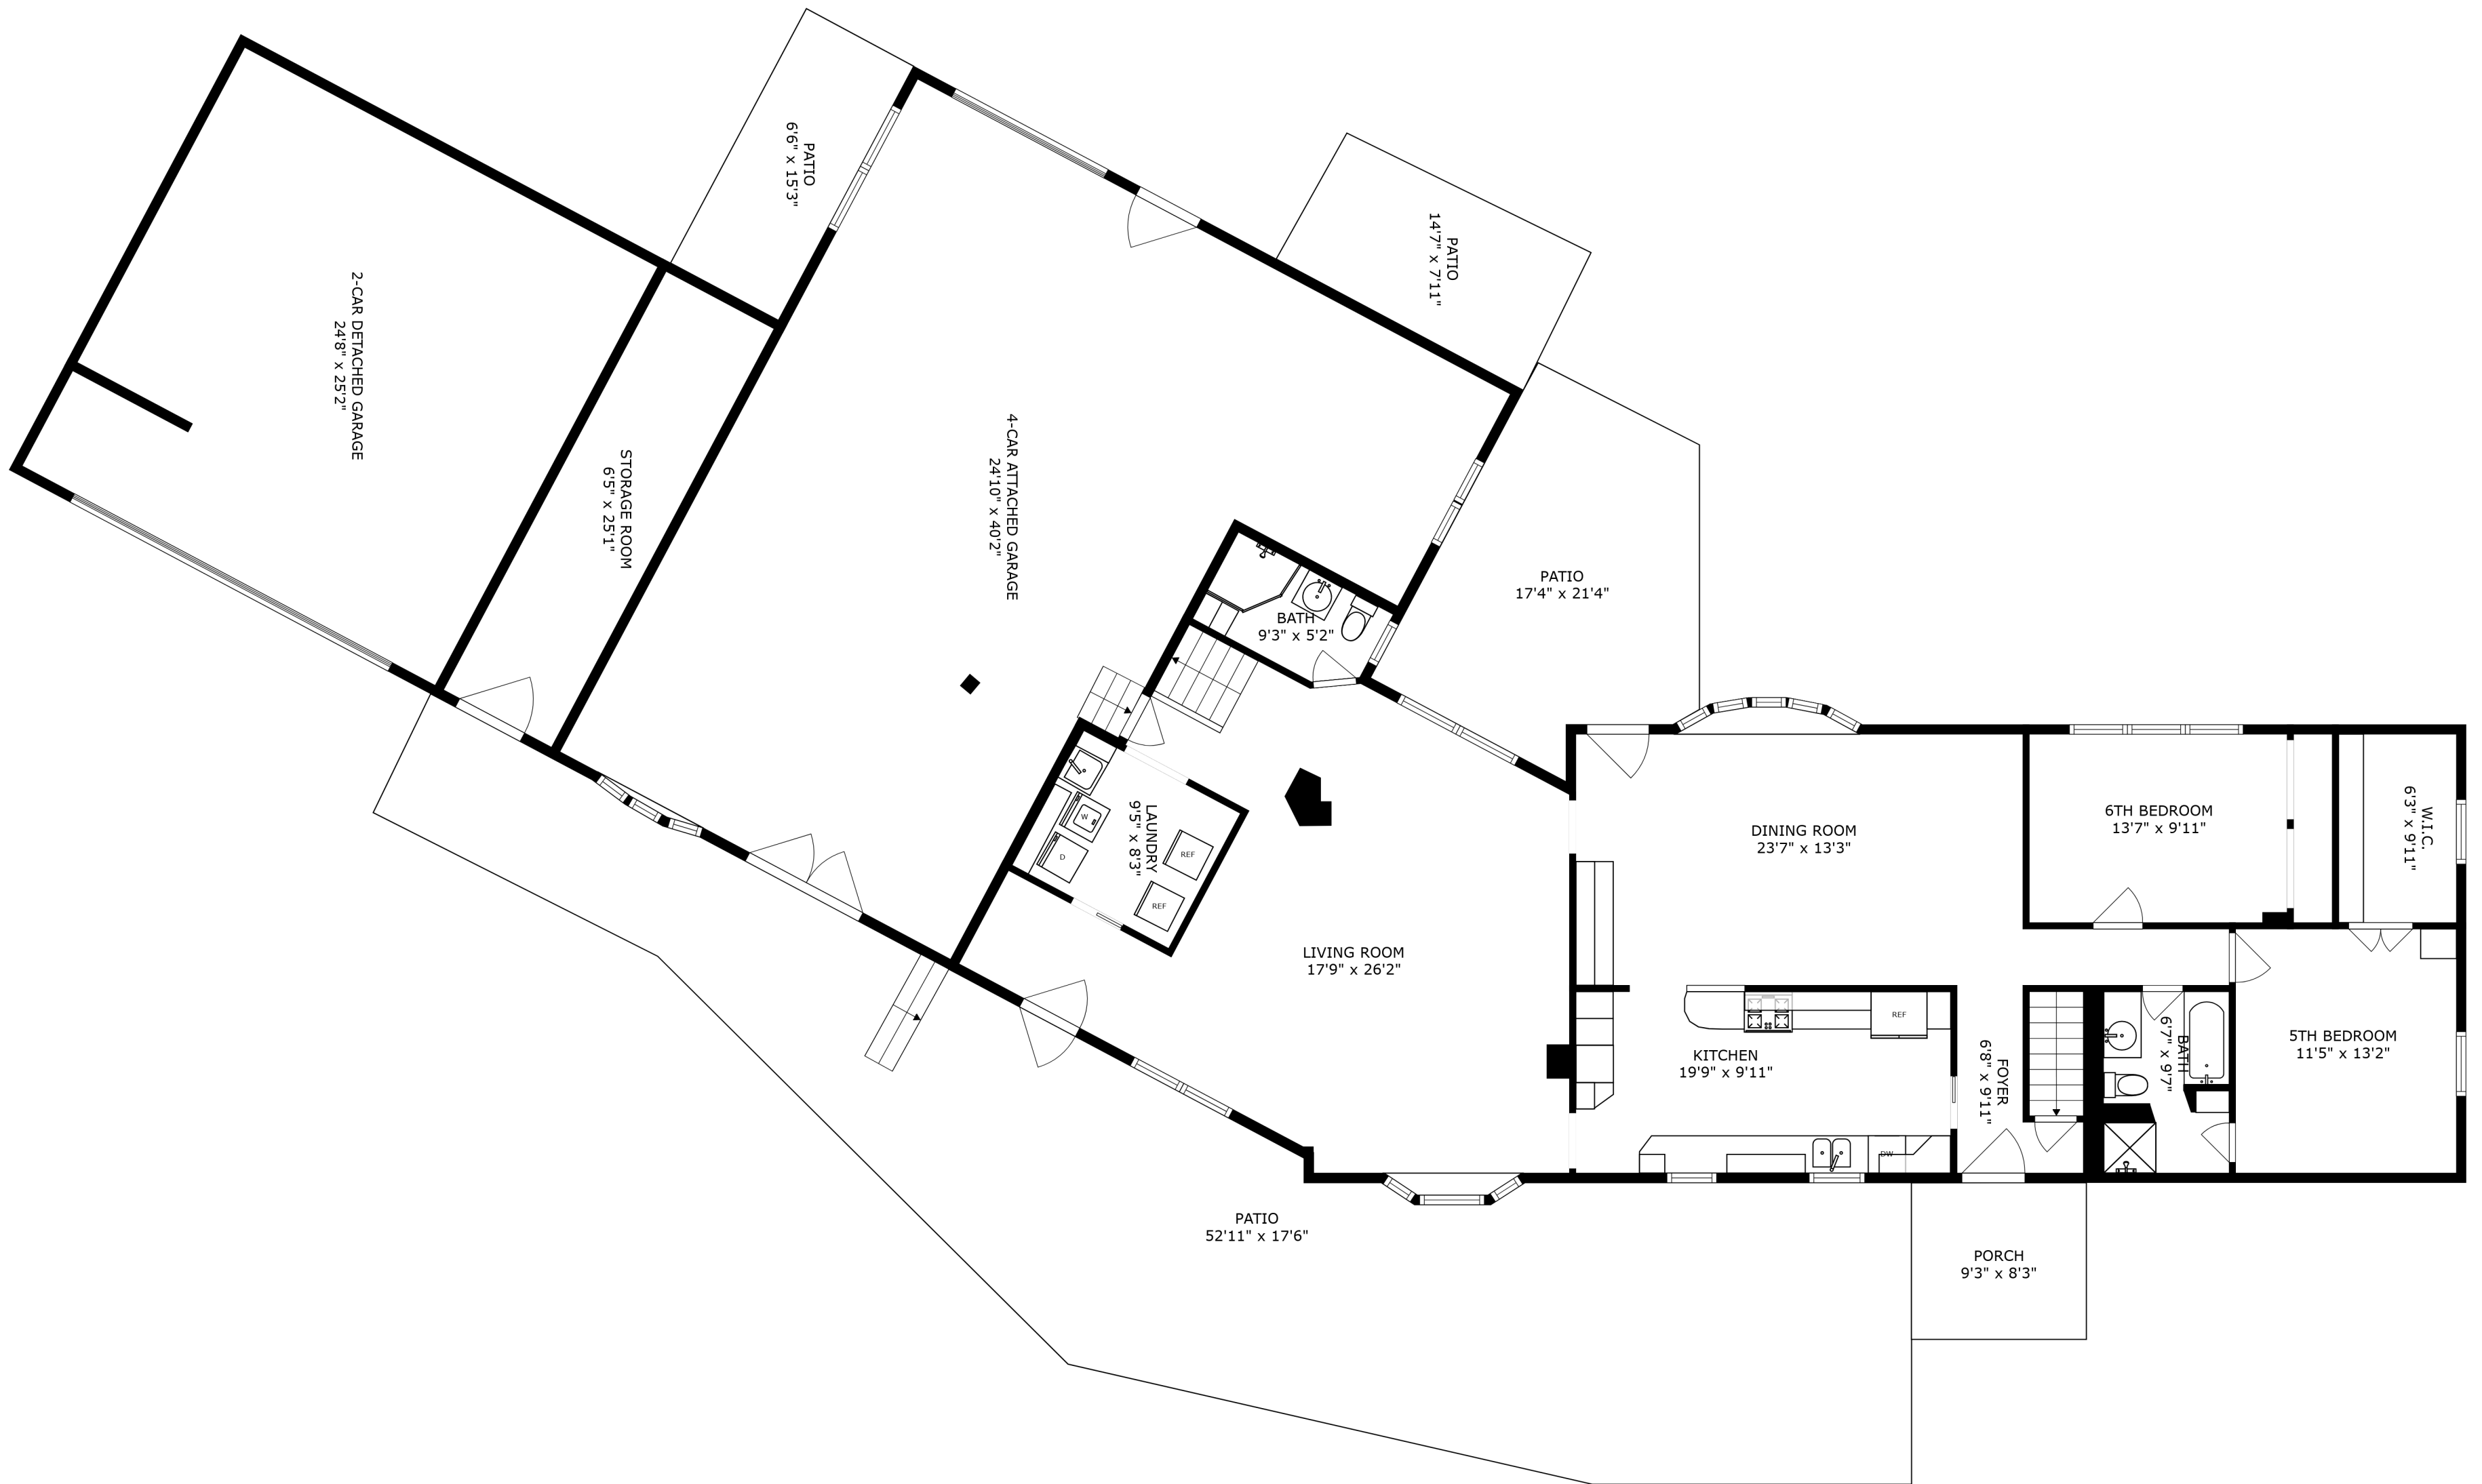 PATIO
6'6" x 15'3"
PATIO
14'7" x 7'11"
2-CAR DETACHED GARAGE
24'8" x 25'2"
STORAGE ROOM
6'5" x 25'1"
4-CAR ATTACHED GARAGE
24'10" x 40'2"
PATIO
17'4" x 21'4"
BATH
9'3" x 5'2"
LAUNDRY
9'5" x 8'3"
W
D
REF
REF
LIVING ROOM
17'9" x 26'2"
DINING ROOM
23'7" x 13'3"
6TH BEDROOM
13'7" x 9'11"
W.I.C.
6'3" x 9'11"
REF
KITCHEN
19'9" x 9'11"
DW
FOYER
6'8" x 9'11"
BATH
6'7" x 9'7"
5TH BEDROOM
11'5" x 13'2"
PATIO
52'11" x 17'6"
PORCH
9'3" x 8'3"